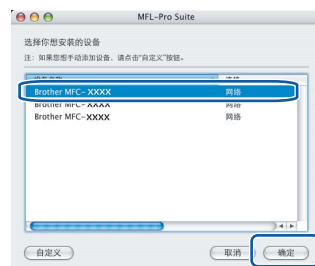 MFL-Pro Suite
选择你想安装的设备
注: 如果您想手动添加设备, 请点击"自定义"按钮。
Brother MFC-XXXX 网络
Brother MFC-XXXX 网络
Brother MFC-XXXX 网络
自定义 取消 确定